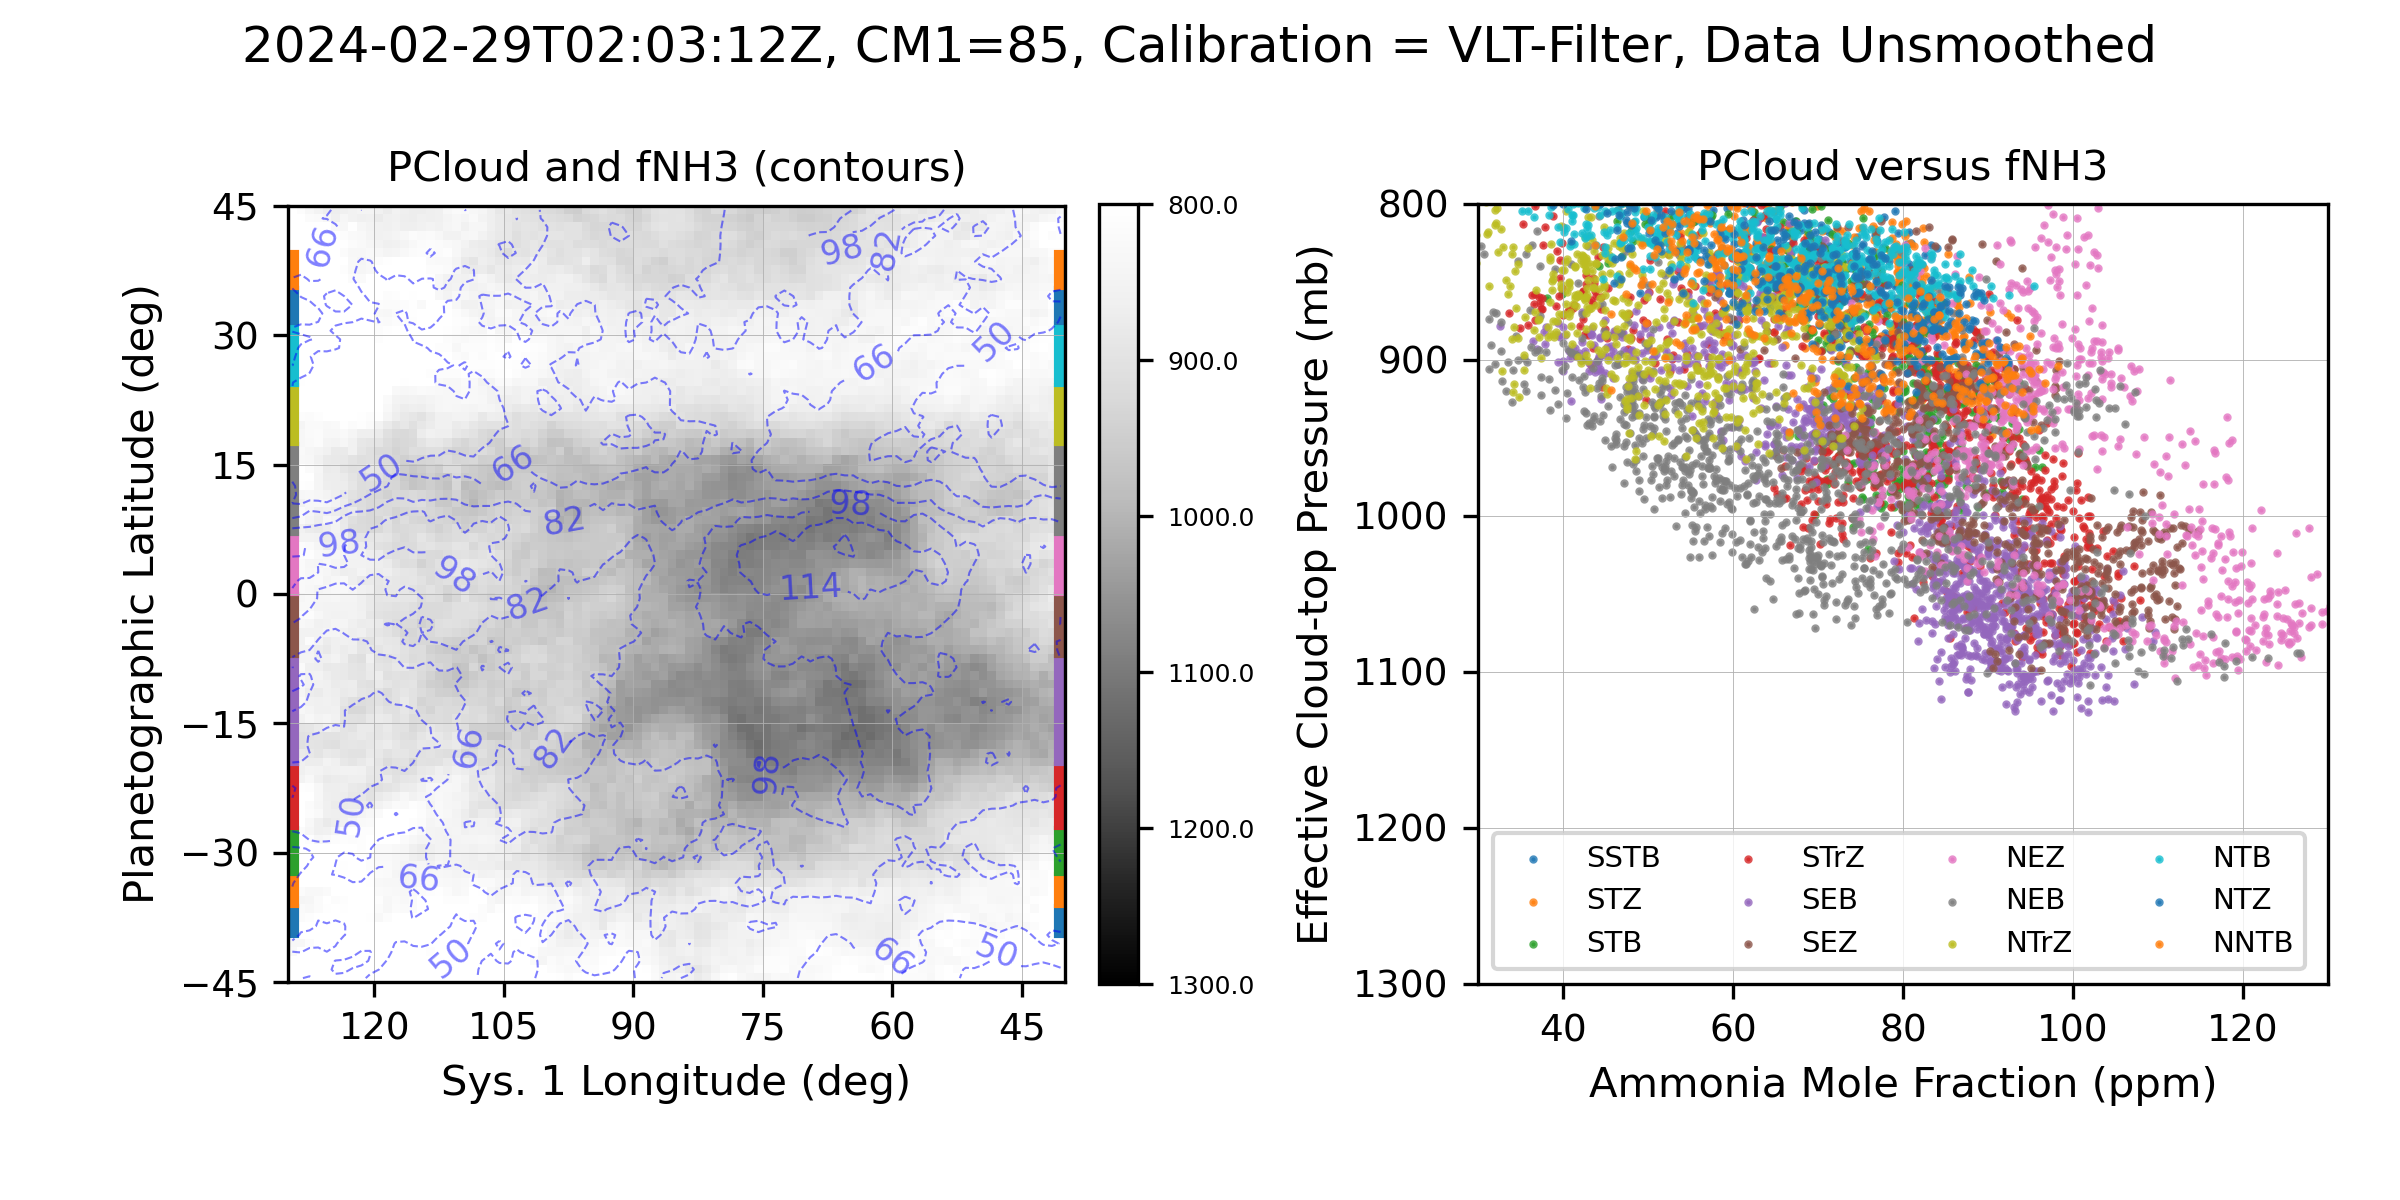 2024-02-29T02:03:12Z, CM1=85, Calibration = VLT-Filter, Data Unsmoothed
PCloud and fNH3 (contours)
Planetographic Latitude (deg)
45
30
15
0
−15
−30
−45
120
105
90
75
60
45
Sys. 1 Longitude (deg)
66
98
82
50
66
50
66
98
82
98
98
82
114
82
66
82
98
50
66
50
66
50
800.0
900.0
1000.0
1100.0
1200.0
1300.0
PCloud versus fNH3
Effective Cloud-top Pressure (mb)
800
900
1000
1100
1200
1300
SSTB
STZ
STB
STrZ
SEB
SEZ
NEZ
NEB
NTrZ
NTB
NTZ
NNTB
40
60
80
100
120
Ammonia Mole Fraction (ppm)